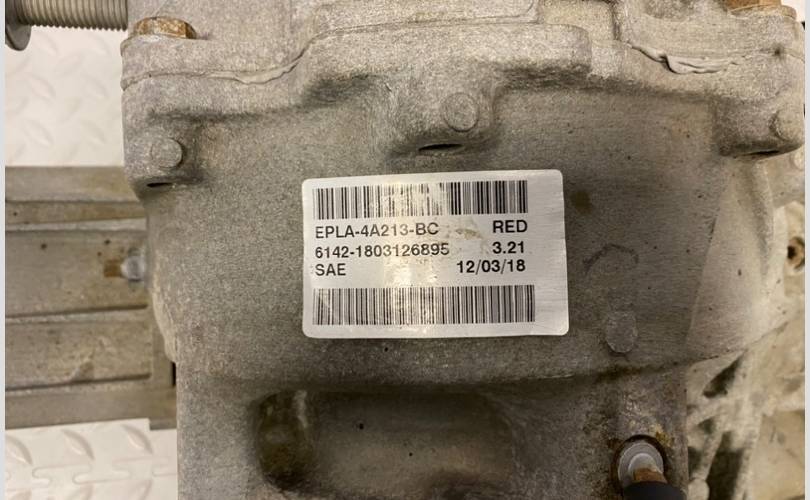 EPLA-4A213-BC RED
6142-1803126895 3.21
SAE 12/03/18